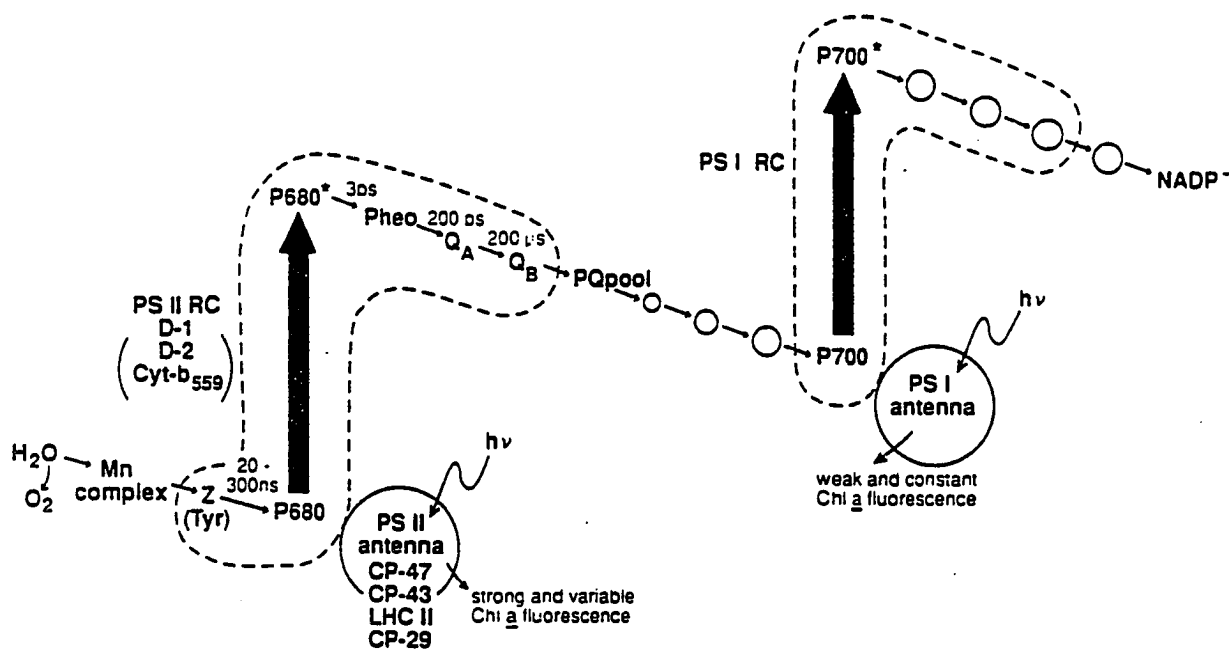 P700*
PS I RC
NADP⁻
P680*
3ps
Pheo
200 ps
Q_A
200 µs
Q_B
PQpool
hν
PS II RC
D-1
D-2
Cyt-b559
P700
PS I
antenna
H2O
O2
Mn
complex
Z
(Tyr)
20 -
300ns
P680
hν
weak and constant
Chl a fluorescence
PS II
antenna
CP-47
CP-43
LHC II
CP-29
strong and variable
Chl a fluorescence